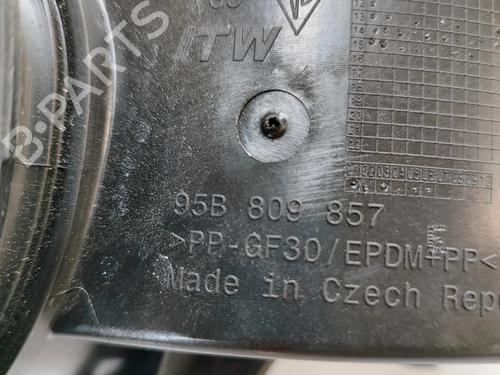 ITW
95B 809 857
E
>PP-GF30/EPDM+PP<
Made in Czech Rep
B-PARTS